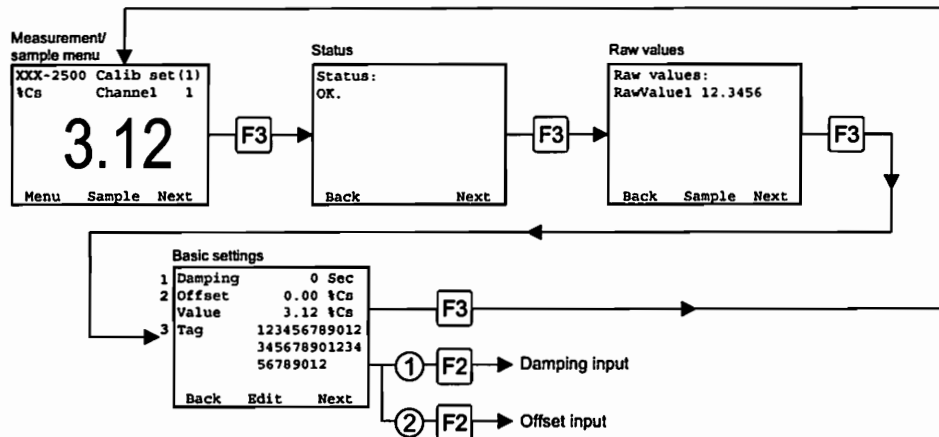 Measurement/
sample menu
XXX-2500 Calib set(1)
%Cs Channel 1
3.12
Menu Sample Next
F3
Status
Status:
OK.
Back Next
F3
Raw values
Raw values:
RawValue1 12.3456
Back Sample Next
F3
Basic settings
1 Damping 0 Sec
2 Offset 0.00 %Cs
Value 3.12 %Cs
3 Tag 123456789012
345678901234
56789012
Back Edit Next
F3
1 F2 Damping input
2 F2 Offset input